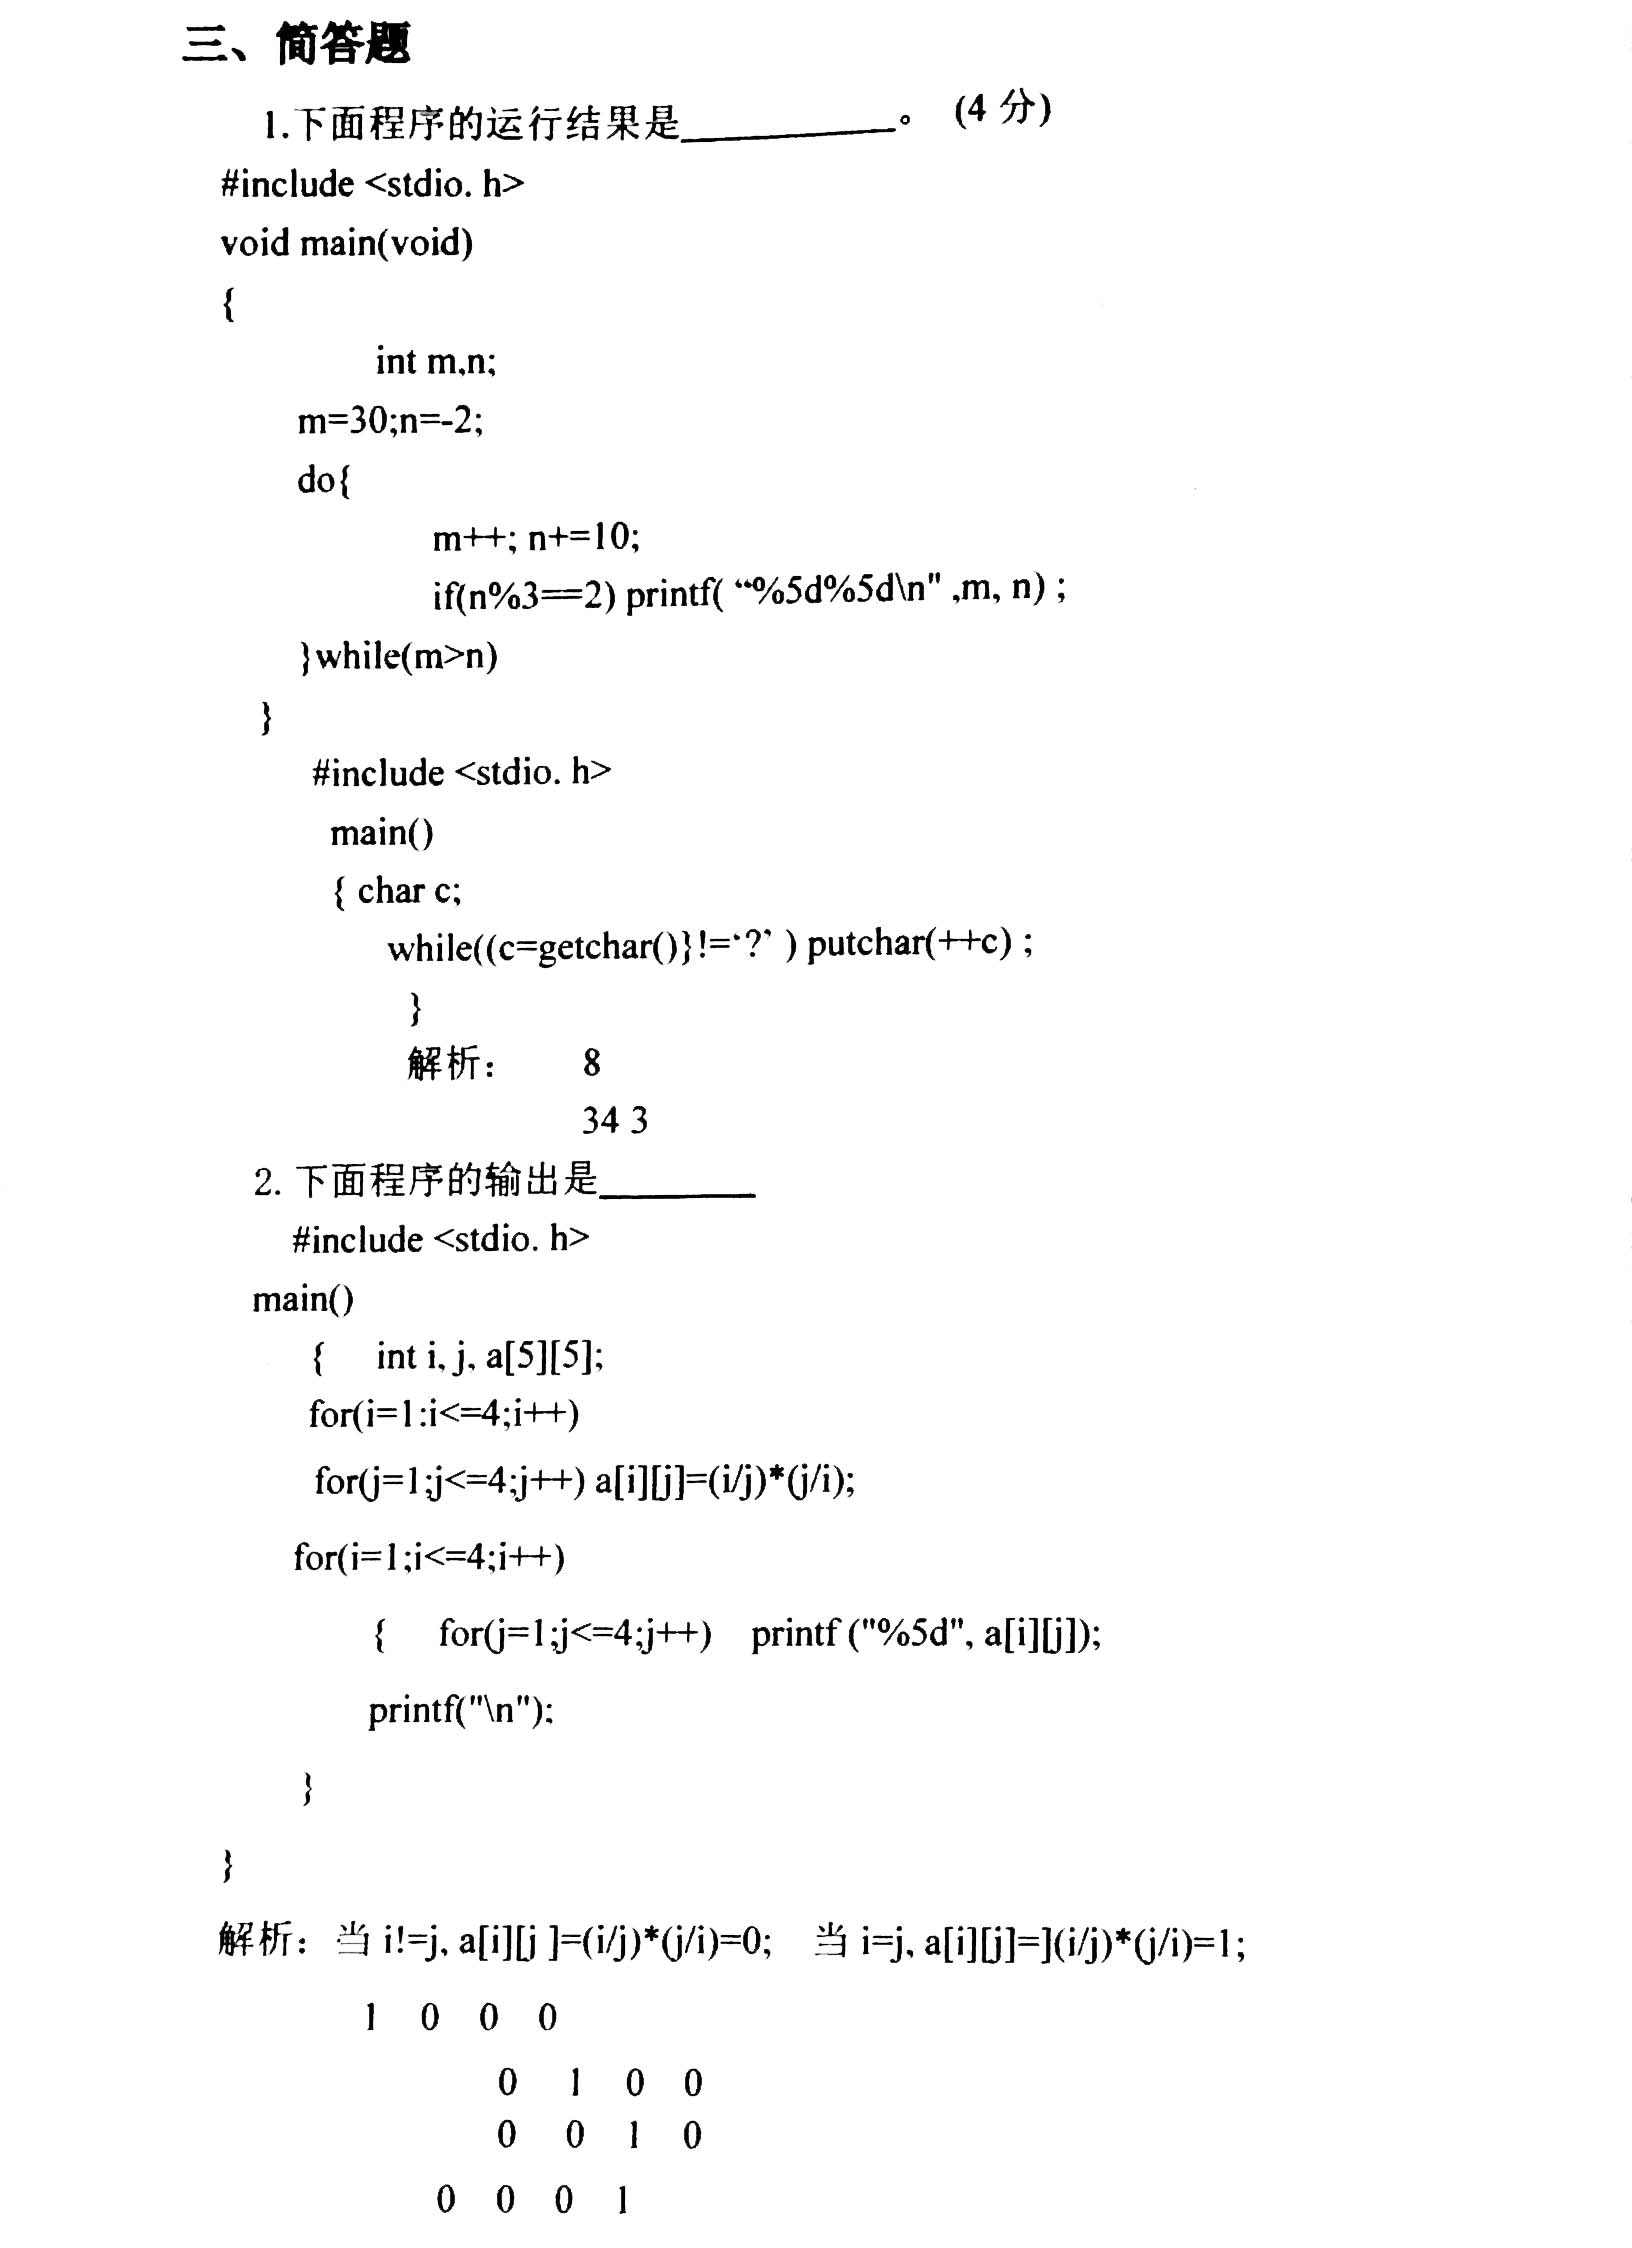 三、简答题
1.下面程序的运行结果是__________。 (4 分)
#include <stdio. h>
void main(void)
{
int m,n;
m=30;n=-2;
do{
m++; n+=10;
if(n%3==2) printf( “%5d%5d\n" ,m, n) ;
}while(m>n)
}
#include <stdio. h>
main()
{ char c;
while((c=getchar()}!=‘?’ ) putchar(++c) ;
}
解析： 8
34 3
2. 下面程序的输出是________
#include <stdio. h>
main()
{ int i, j, a[5][5];
for(i=1:i<=4;i++)
for(j=1;j<=4;j++) a[i][j]=(i/j)*(j/i);
for(i=1;i<=4;i++)
{ for(j=1;j<=4;j++) printf ("%5d", a[i][j]);
printf("\n");
}
}
解析：当 i!=j, a[i][j ]=(i/j)*(j/i)=0; 当 i=j, a[i][j]=](i/j)*(j/i)=1;
1 0 0 0
0 1 0 0
0 0 1 0
0 0 0 1